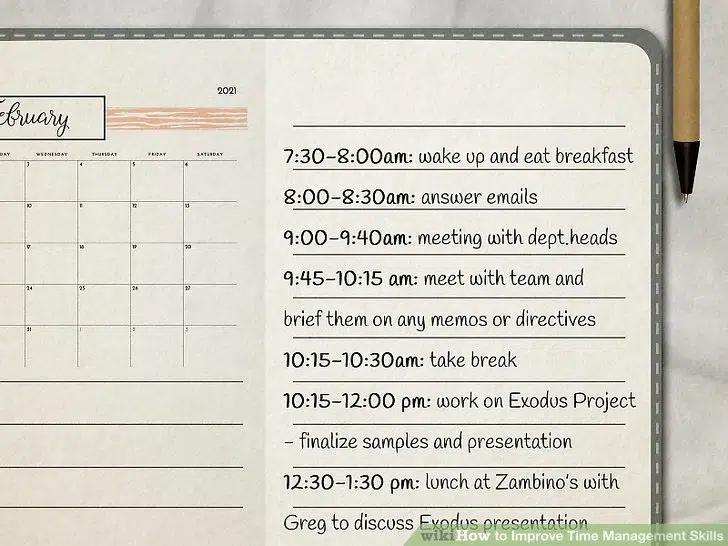 2021
ebruary
DAY WEDNESDAY THURSDAY FRIDAY SATURDAY
3 4 5 6
10 11 12 13
17 18 19 20
24 25 26 27
31 1 2 3
7:30–8:00am: wake up and eat breakfast
8:00–8:30am: answer emails
9:00–9:40am: meeting with dept.heads
9:45–10:15 am: meet with team and
brief them on any memos or directives
10:15–10:30am: take break
10:15–12:00 pm: work on Exodus Project
– finalize samples and presentation
12:30–1:30 pm: lunch at Zambino's with
Greg to discuss Exodus presentation
wikiHow to Improve Time Management Skills